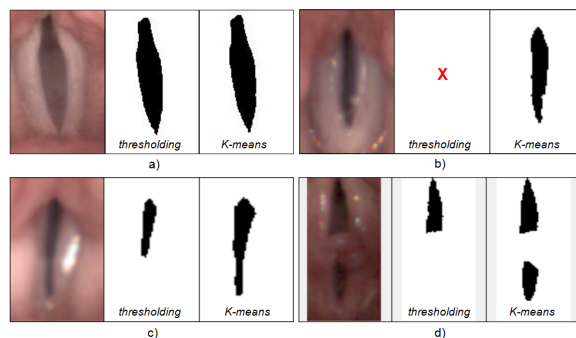 thresholding K-means
a)
X
thresholding K-means
b)
thresholding K-means
c)
thresholding K-means
d)